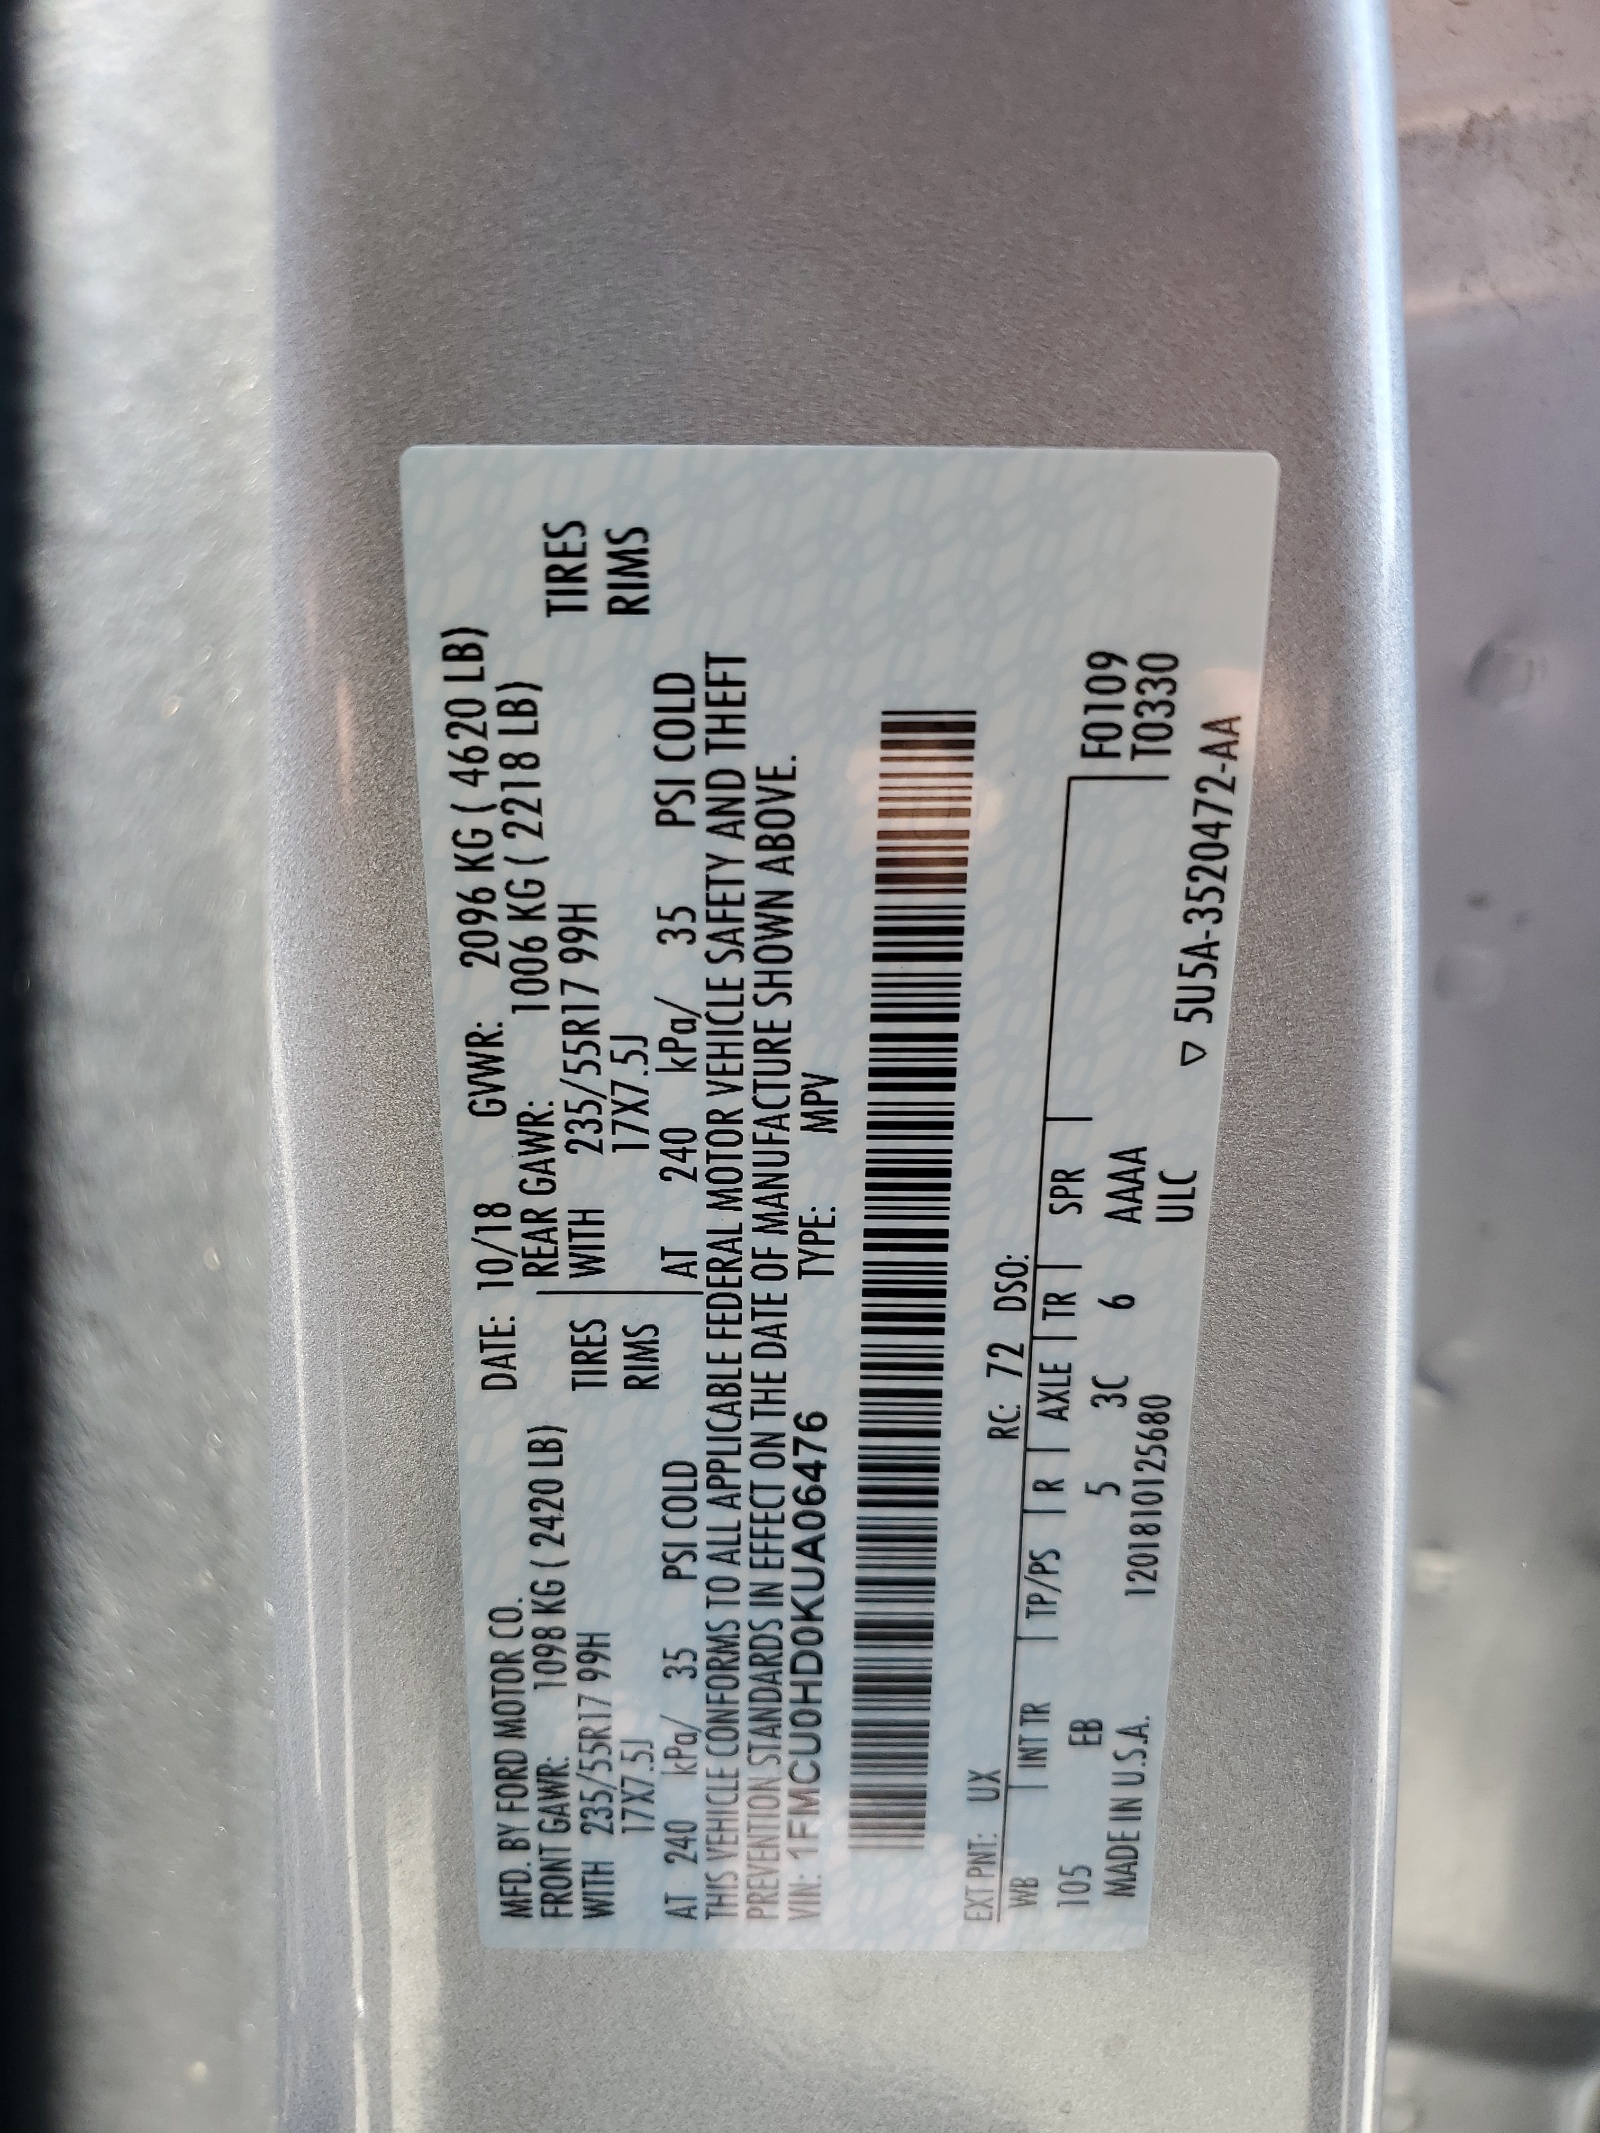 MFD. BY FORD MOTOR CO. DATE: 10/18 GVWR: 2096 KG ( 4620 LB)
FRONT GAWR: 1098 KG ( 2420 LB) REAR GAWR: 1006 KG ( 2218 LB)
WITH 235/55R17 99H TIRES WITH 235/55R17 99H TIRES
17X7.5J RIMS 17X7.5J RIMS
AT 240 kPa/ 35 PSI COLD AT 240 kPa/ 35 PSI COLD
THIS VEHICLE CONFORMS TO ALL APPLICABLE FEDERAL MOTOR VEHICLE SAFETY AND THEFT
PREVENTION STANDARDS IN EFFECT ON THE DATE OF MANUFACTURE SHOWN ABOVE.
VIN: 1FMCU0HD0KUA06476 TYPE: MPV
EXT PNT: UX RC: 72 DSO:
WB INT TR TP/PS R AXLE TR SPR
105 EB 5 3C 6 AAAA F0109
MADE IN U.S.A. 1201810125680 ULC T0330
▽ 5U5A-3520472-AA